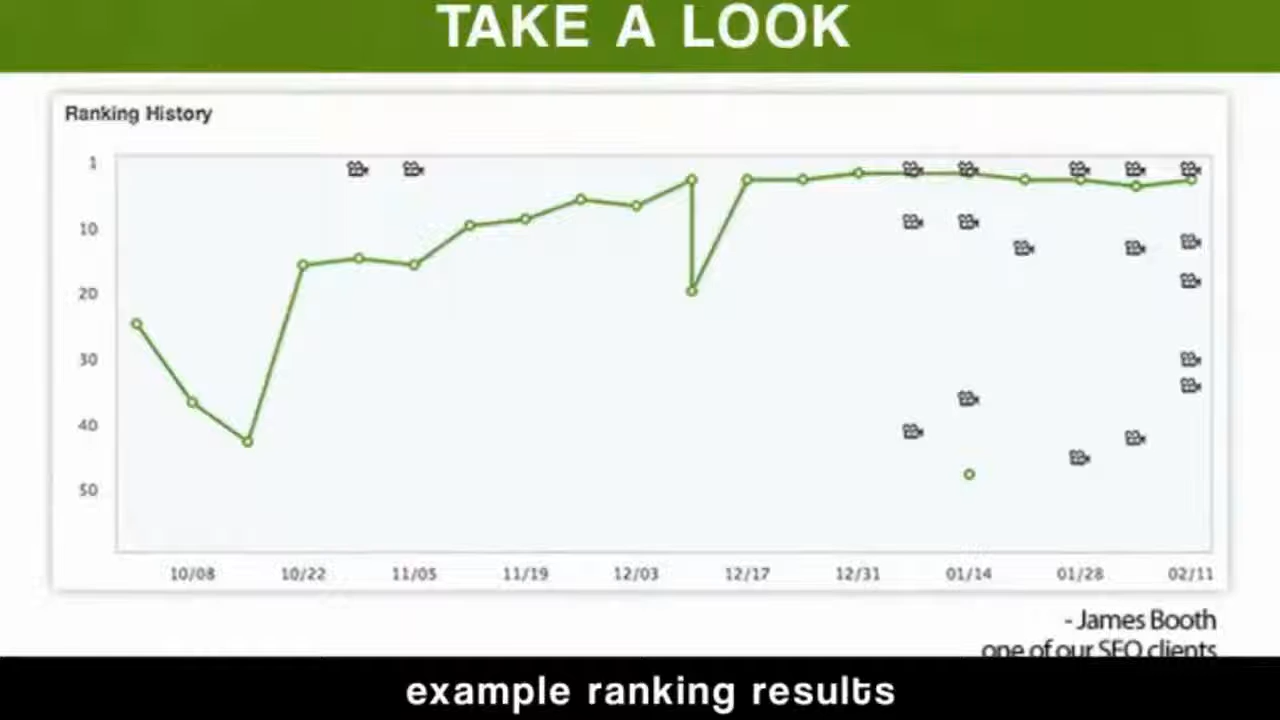 TAKE A LOOK
Ranking History
1
10
20
30
40
50
10/08 10/22 11/05 11/19 12/03 12/17 12/31 01/14 01/28 02/11
- James Booth
one of our SEO clients
example ranking results